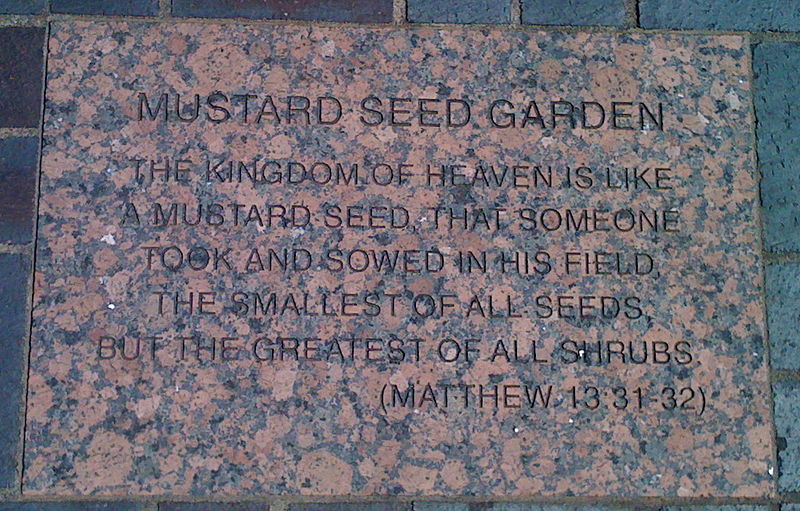 MUSTARD SEED GARDEN
THE KINGDOM OF HEAVEN IS LIKE
A MUSTARD SEED, THAT SOMEONE
TOOK AND SOWED IN HIS FIELD,
THE SMALLEST OF ALL SEEDS,
BUT THE GREATEST OF ALL SHRUBS.
(MATTHEW 13:31-32)